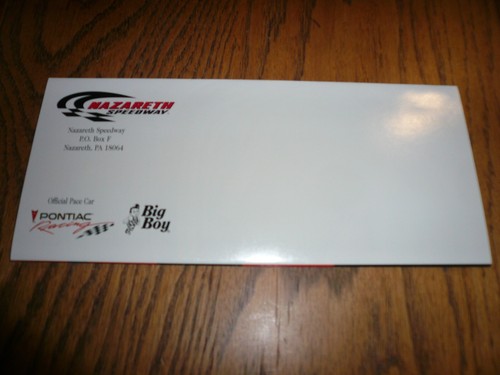 NAZARETH
SPEEDWAY
Nazareth Speedway
P.O. Box F
Nazareth, PA 18064
Official Pace Car
PONTIAC
Racing
Big
Boy